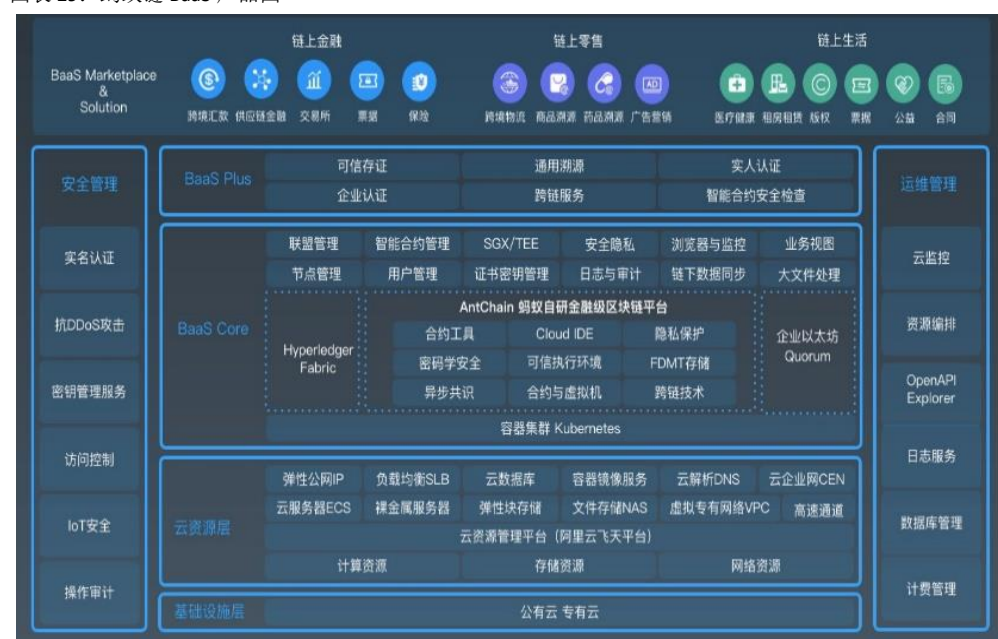 链上金融 链上零售 链上生活
BaaS Marketplace
&
Solution
跨境汇款 供应链金融 交易所 票据 保险 跨境物流 商品溯源 药品溯源 广告营销 医疗健康 租房租赁 版权 票据 公益 合同
安全管理
实名认证
抗DDoS攻击
密钥管理服务
访问控制
IoT安全
操作审计
BaaS Plus
可信存证 通用溯源 实人认证
企业认证 跨链服务 智能合约安全检查
BaaS Core
联盟管理 智能合约管理 SGX/TEE 安全隐私 浏览器与监控 业务视图
节点管理 用户管理 证书密钥管理 日志与审计 链下数据同步 大文件处理
Hyperledger
Fabric
AntChain 蚂蚁自研金融级区块链平台
合约工具 Cloud IDE 隐私保护
密码学安全 可信执行环境 FDMT存储
异步共识 合约与虚拟机 跨链技术
企业以太坊
Quorum
容器集群 Kubernetes
云资源层
弹性公网IP 负载均衡SLB 云数据库 容器镜像服务 云解析DNS 云企业网CEN
云服务器ECS 裸金属服务器 弹性块存储 文件存储NAS 虚拟专有网络VPC 高速通道
云资源管理平台（阿里云飞天平台）
计算资源 存储资源 网络资源
基础设施层
公有云 专有云
运维管理
云监控
资源编排
OpenAPI
Explorer
日志服务
数据库管理
计费管理